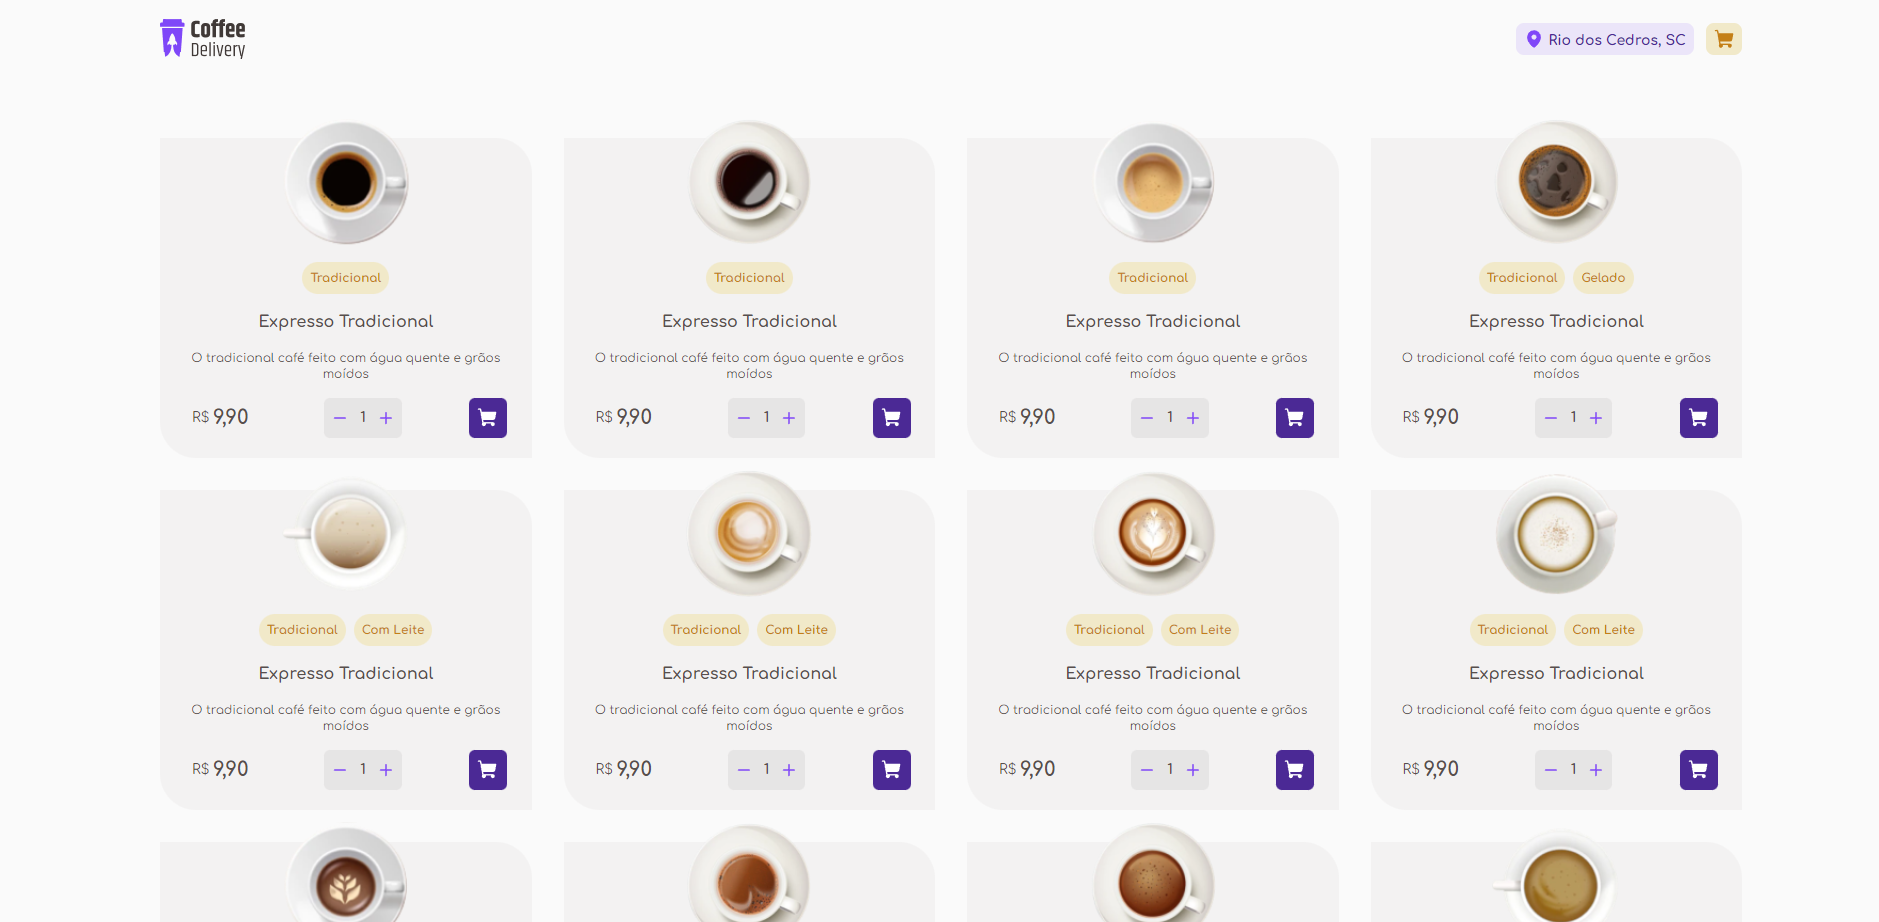 Coffee
Delivery
Rio dos Cedros, SC
Tradicional
Expresso Tradicional
O tradicional café feito com água quente e grãos
moídos
R$ 9,90
1
Tradicional
Expresso Tradicional
O tradicional café feito com água quente e grãos
moídos
R$ 9,90
1
Tradicional
Expresso Tradicional
O tradicional café feito com água quente e grãos
moídos
R$ 9,90
1
Tradicional Gelado
Expresso Tradicional
O tradicional café feito com água quente e grãos
moídos
R$ 9,90
1
Tradicional Com Leite
Expresso Tradicional
O tradicional café feito com água quente e grãos
moídos
R$ 9,90
1
Tradicional Com Leite
Expresso Tradicional
O tradicional café feito com água quente e grãos
moídos
R$ 9,90
1
Tradicional Com Leite
Expresso Tradicional
O tradicional café feito com água quente e grãos
moídos
R$ 9,90
1
Tradicional Com Leite
Expresso Tradicional
O tradicional café feito com água quente e grãos
moídos
R$ 9,90
1